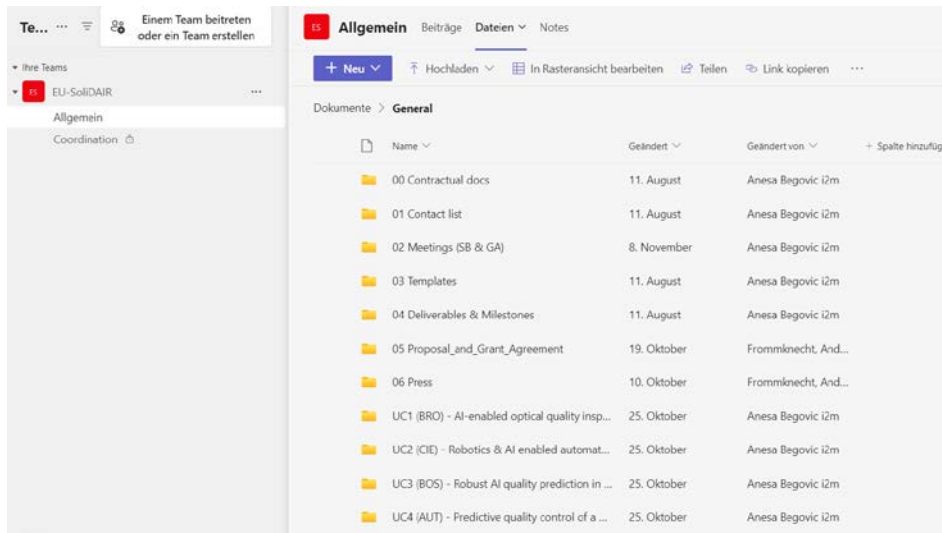 Te... ...
Einem Team beitreten
oder ein Team erstellen
Ihre Teams
ES EU-SoliDAIR ...
Allgemein
Coordination
ES Allgemein Beiträge Dateien Notes
+ Neu Hochladen In Rasteransicht bearbeiten Teilen Link kopieren ...
Dokumente > General
Name Geändert Geändert von + Spalte hinzufüg
00 Contractual docs 11. August Anesa Begovic i2m
01 Contact list 11. August Anesa Begovic i2m
02 Meetings (SB & GA) 8. November Anesa Begovic i2m
03 Templates 11. August Anesa Begovic i2m
04 Deliverables & Milestones 11. August Anesa Begovic i2m
05 Proposal_and_Grant_Agreement 19. Oktober Frommknecht, And...
06 Press 10. Oktober Frommknecht, And...
UC1 (BRO) - AI-enabled optical quality insp... 25. Oktober Anesa Begovic i2m
UC2 (CIE) - Robotics & AI enabled automat... 25. Oktober Anesa Begovic i2m
UC3 (BOS) - Robust AI quality prediction in ... 25. Oktober Anesa Begovic i2m
UC4 (AUT) - Predictive quality control of a ... 25. Oktober Anesa Begovic i2m